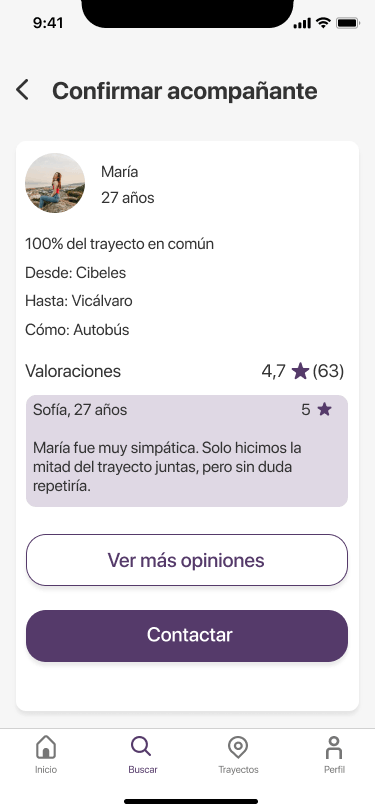 9:41
Confirmar acompañante
María
27 años
100% del trayecto en común
Desde: Cibeles
Hasta: Vicálvaro
Cómo: Autobús
Valoraciones 4,7 ★ (63)
Sofía, 27 años 5 ★
María fue muy simpática. Solo hicimos la
mitad del trayecto juntas, pero sin duda
repetiría.
Ver más opiniones
Contactar
Inicio Buscar Trayectos Perfil